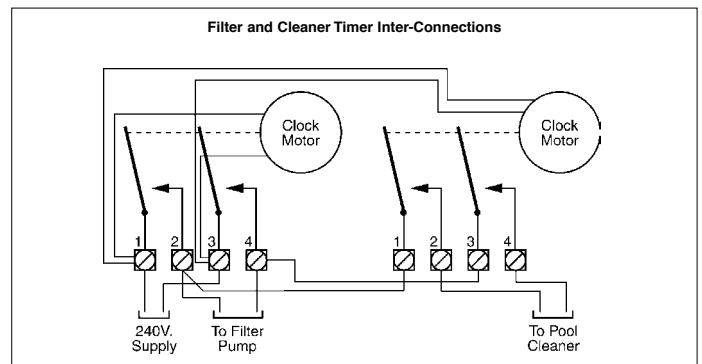 Filter and Cleaner Timer Inter-Connections
Clock
Motor
Clock
Motor
1 2 3 4
1 2 3 4
240V.
Supply
To Filter
Pump
To Pool
Cleaner